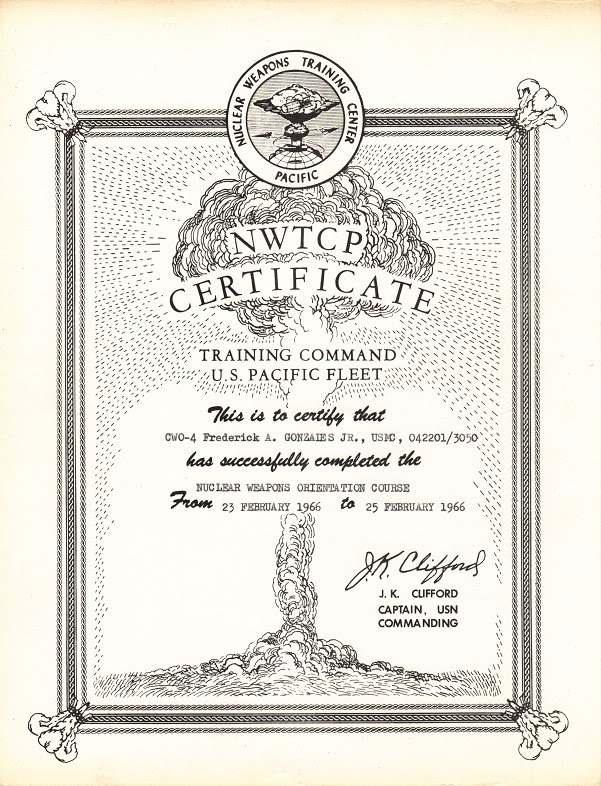 NUCLEAR WEAPONS TRAINING CENTER
PACIFIC
NWTCP
CERTIFICATE
TRAINING COMMAND
U.S. PACIFIC FLEET
This is to certify that
CWO-4 Frederick A. GONZALES JR., USMC, 042201/3050
has successfully completed the
NUCLEAR WEAPONS ORIENTATION COURSE
From 23 FEBRUARY 1966 to 25 FEBRUARY 1966
J.K. Clifford
J. K. CLIFFORD
CAPTAIN, USN
COMMANDING